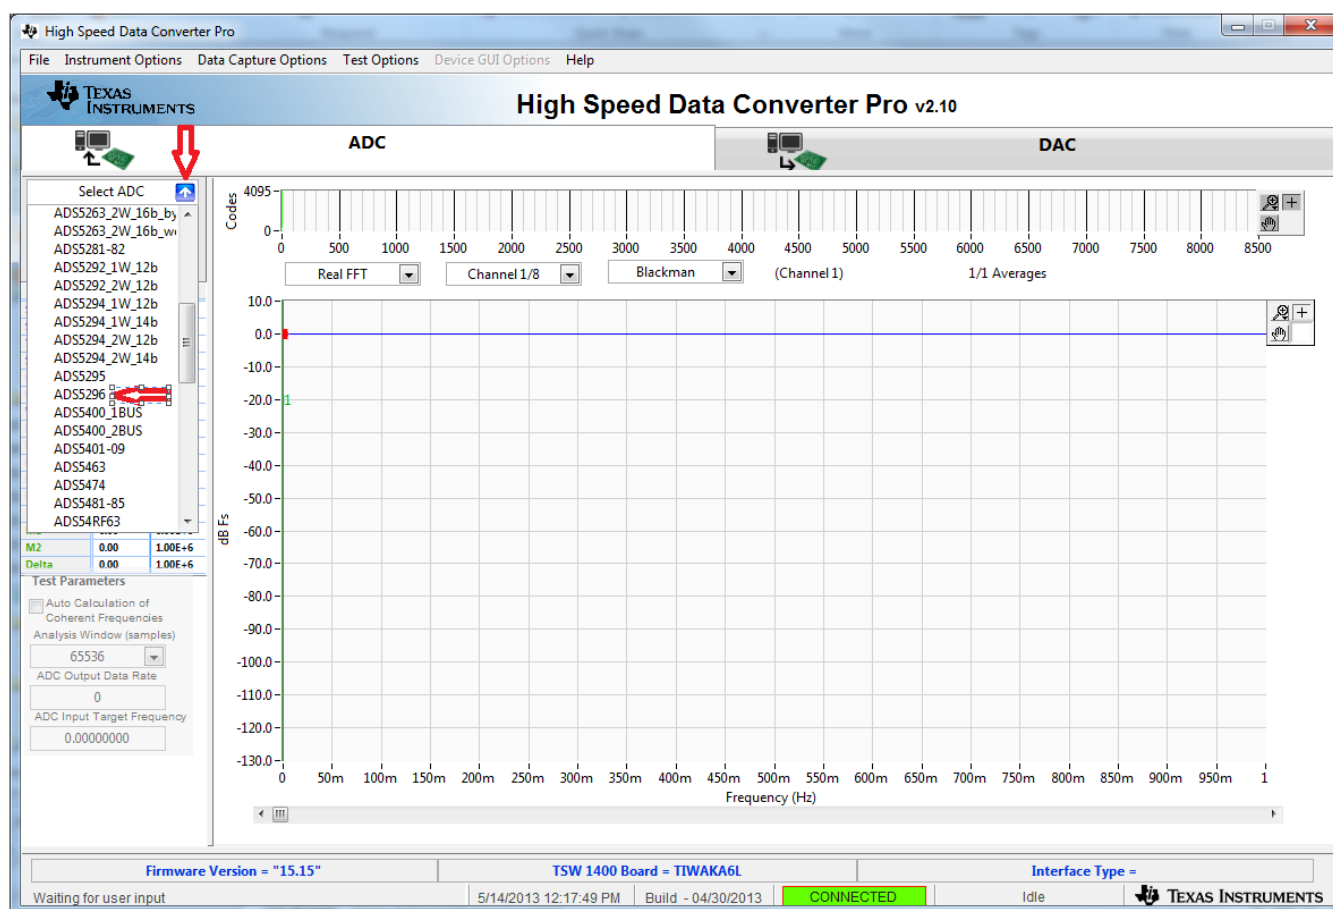 High Speed Data Converter Pro
File Instrument Options Data Capture Options Test Options Device GUI Options Help
TEXAS
INSTRUMENTS
High Speed Data Converter Pro v2.10
ADC
DAC
Select ADC
ADS5263_2W_16b_by
ADS5263_2W_16b_w
ADS5281-82
ADS5292_1W_12b
ADS5292_2W_12b
ADS5294_1W_12b
ADS5294_1W_14b
ADS5294_2W_12b
ADS5294_2W_14b
ADS5295
ADS5296
ADS5400_1BUS
ADS5400_2BUS
ADS5401-09
ADS5463
ADS5474
ADS5481-85
ADS54RF63
M2 0.00 1.00E+6
Delta 0.00 1.00E+6
Test Parameters
Auto Calculation of
Coherent Frequencies
Analysis Window (samples)
65536
ADC Output Data Rate
0
ADC Input Target Frequency
0.00000000
Codes
4095
0
0 500 1000 1500 2000 2500 3000 3500 4000 4500 5000 5500 6000 6500 7000 7500 8000 8500
Real FFT Channel 1/8 Blackman (Channel 1) 1/1 Averages
dB Fs
10.0
0.0
-10.0
-20.0 1
-30.0
-40.0
-50.0
-60.0
-70.0
-80.0
-90.0
-100.0
-110.0
-120.0
-130.0
0 50m 100m 150m 200m 250m 300m 350m 400m 450m 500m 550m 600m 650m 700m 750m 800m 850m 900m 950m 1
Frequency (Hz)
Firmware Version = "15.15" TSW 1400 Board = TIWAKA6L Interface Type =
Waiting for user input 5/14/2013 12:17:49 PM Build - 04/30/2013 CONNECTED Idle TEXAS INSTRUMENTS